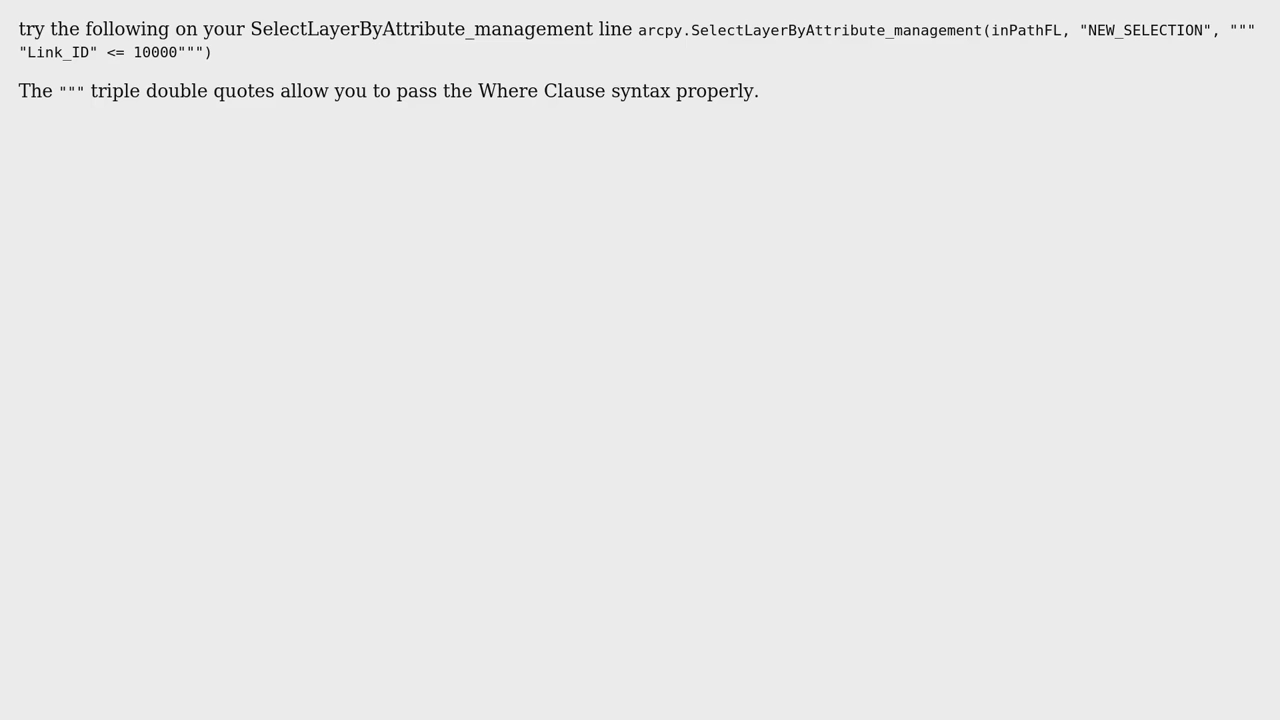 try the following on your SelectLayerByAttribute_management line arcpy.SelectLayerByAttribute_management(inPathFL, "NEW_SELECTION", """
"Link_ID" <= 10000""")
The """ triple double quotes allow you to pass the Where Clause syntax properly.